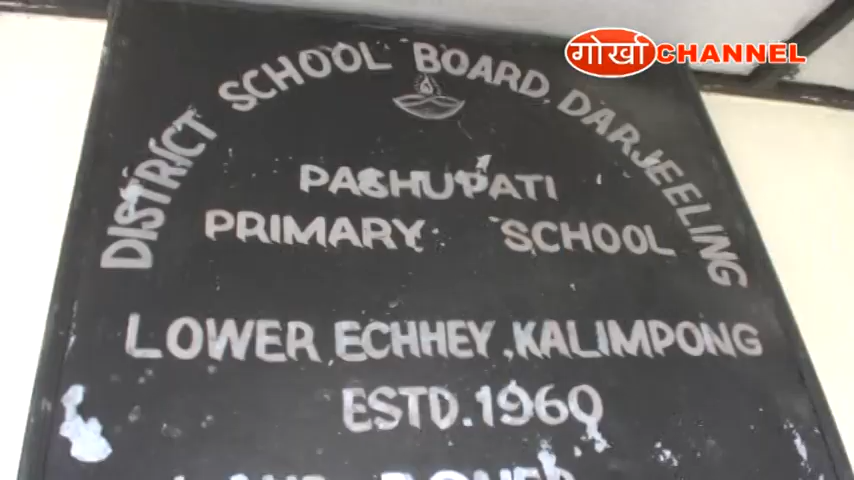 गोर्खा CHANNEL
DISTRICT SCHOOL BOARD, DARJEELING
PASHUPATI
PRIMARY SCHOOL
LOWER ECHHEY, KALIMPONG
ESTD. 1960